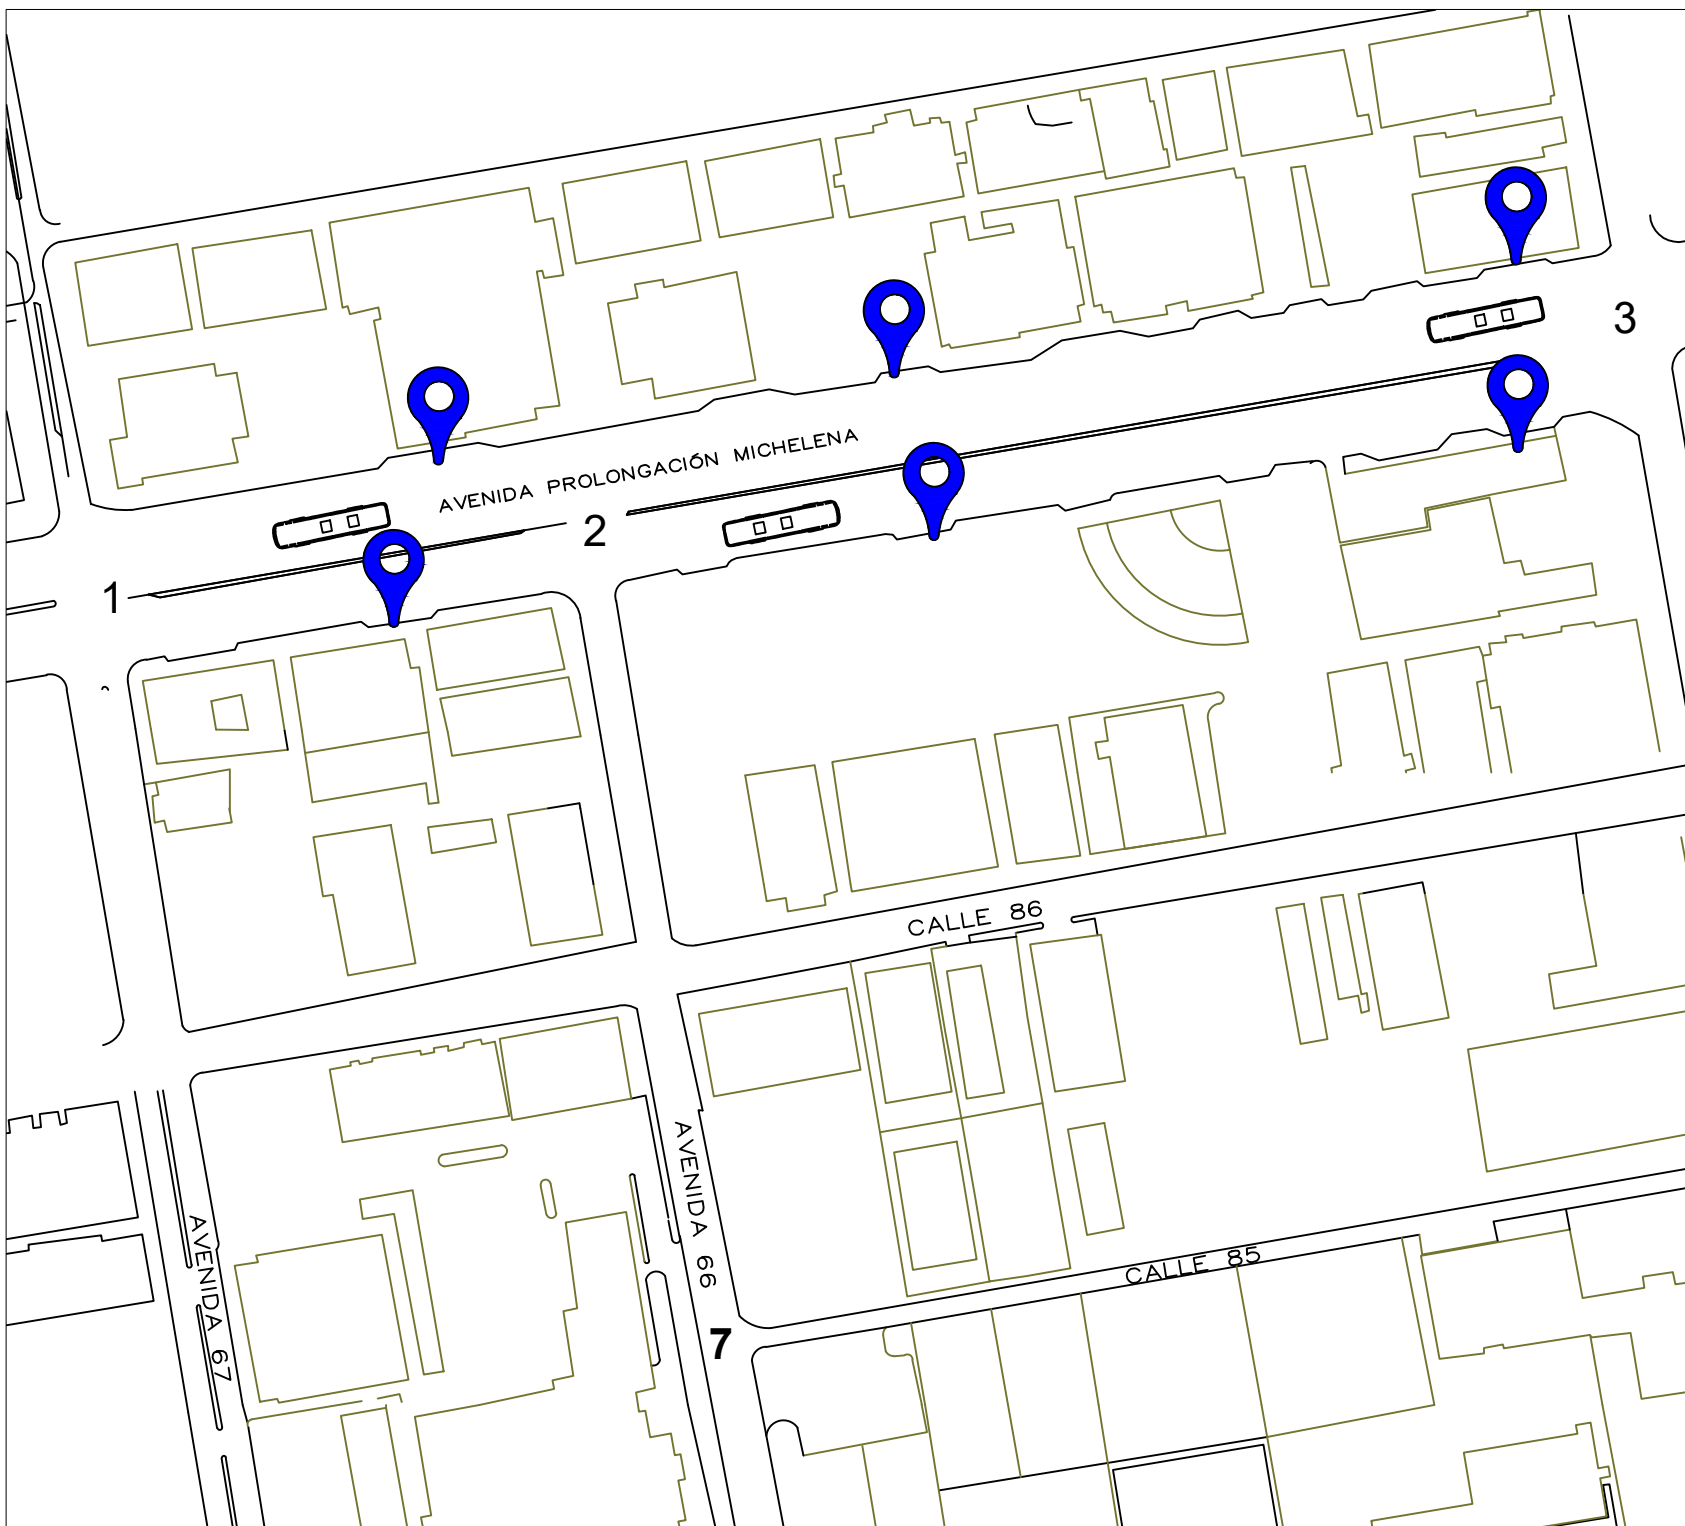 3
AVENIDA PROLONGACIÓN MICHELENA
2
1
CALLE 86
AVENIDA 66
AVENIDA 67
CALLE 85
7